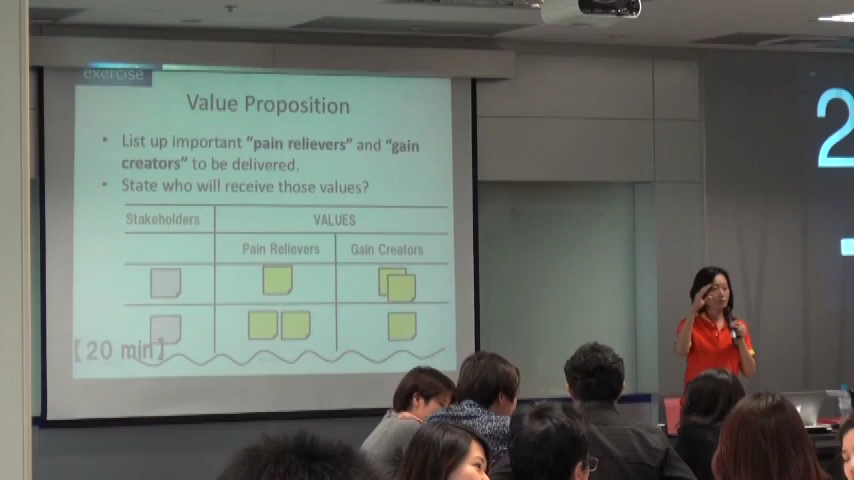 exercise
Value Proposition
• List up important “pain relievers” and “gain
creators” to be delivered.
• State who will receive those values?
Stakeholders VALUES
Pain Relievers Gain Creators
【20 min】
2